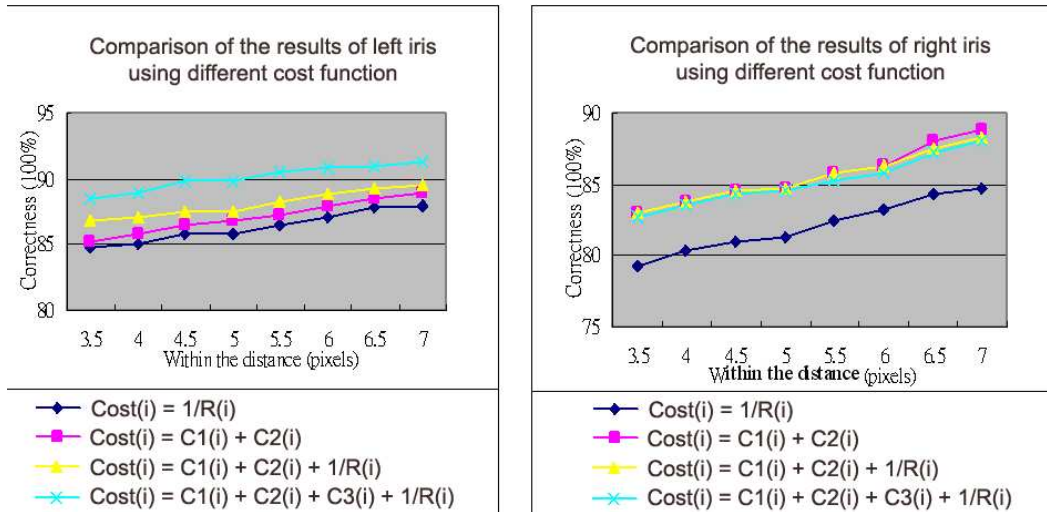 Comparison of the results of left iris
using different cost function
Correctness (100%)
95
90
85
80
3.5 4 4.5 5 5.5 6 6.5 7
Within the distance (pixels)
Cost(i) = 1/R(i)
Cost(i) = C1(i) + C2(i)
Cost(i) = C1(i) + C2(i) + 1/R(i)
Cost(i) = C1(i) + C2(i) + C3(i) + 1/R(i)
Comparison of the results of right iris
using different cost function
Correctness (100%)
90
85
80
75
3.5 4 4.5 5 5.5 6 6.5 7
Within the distance (pixels)
Cost(i) = 1/R(i)
Cost(i) = C1(i) + C2(i)
Cost(i) = C1(i) + C2(i) + 1/R(i)
Cost(i) = C1(i) + C2(i) + C3(i) + 1/R(i)